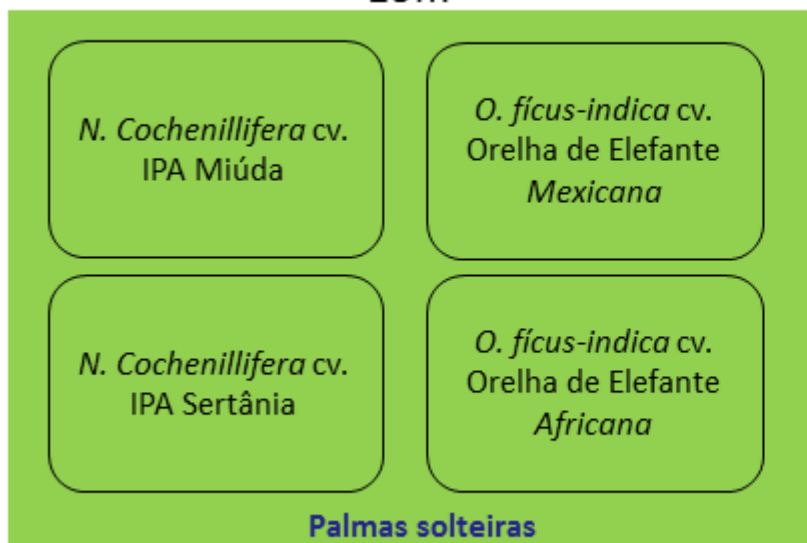 N. Cochenillifera cv.
IPA Miúda
O. fícus-indica cv.
Orelha de Elefante
Mexicana
N. Cochenillifera cv.
IPA Sertânia
O. fícus-indica cv.
Orelha de Elefante
Africana
Palmas solteiras